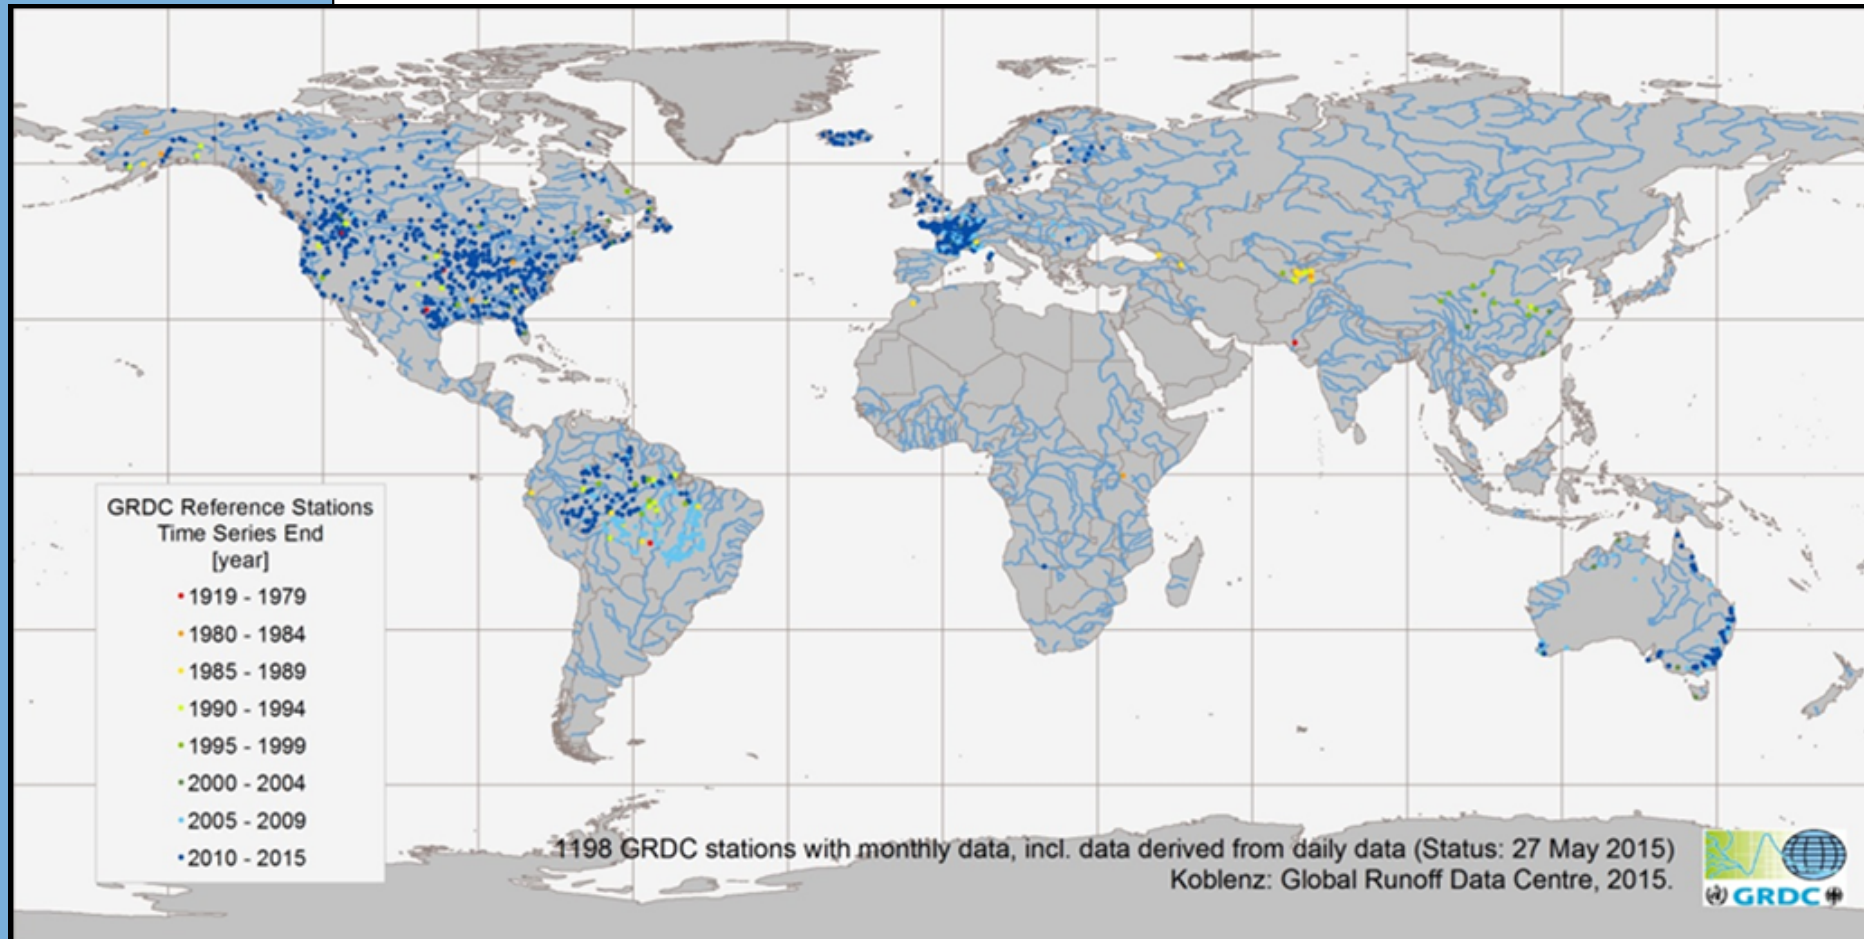 GRDC Reference Stations
Time Series End
[year]
1919 - 1979
1980 - 1984
1985 - 1989
1990 - 1994
1995 - 1999
2000 - 2004
2005 - 2009
2010 - 2015
1198 GRDC stations with monthly data, incl. data derived from daily data (Status: 27 May 2015)
Koblenz: Global Runoff Data Centre, 2015.
GRDC